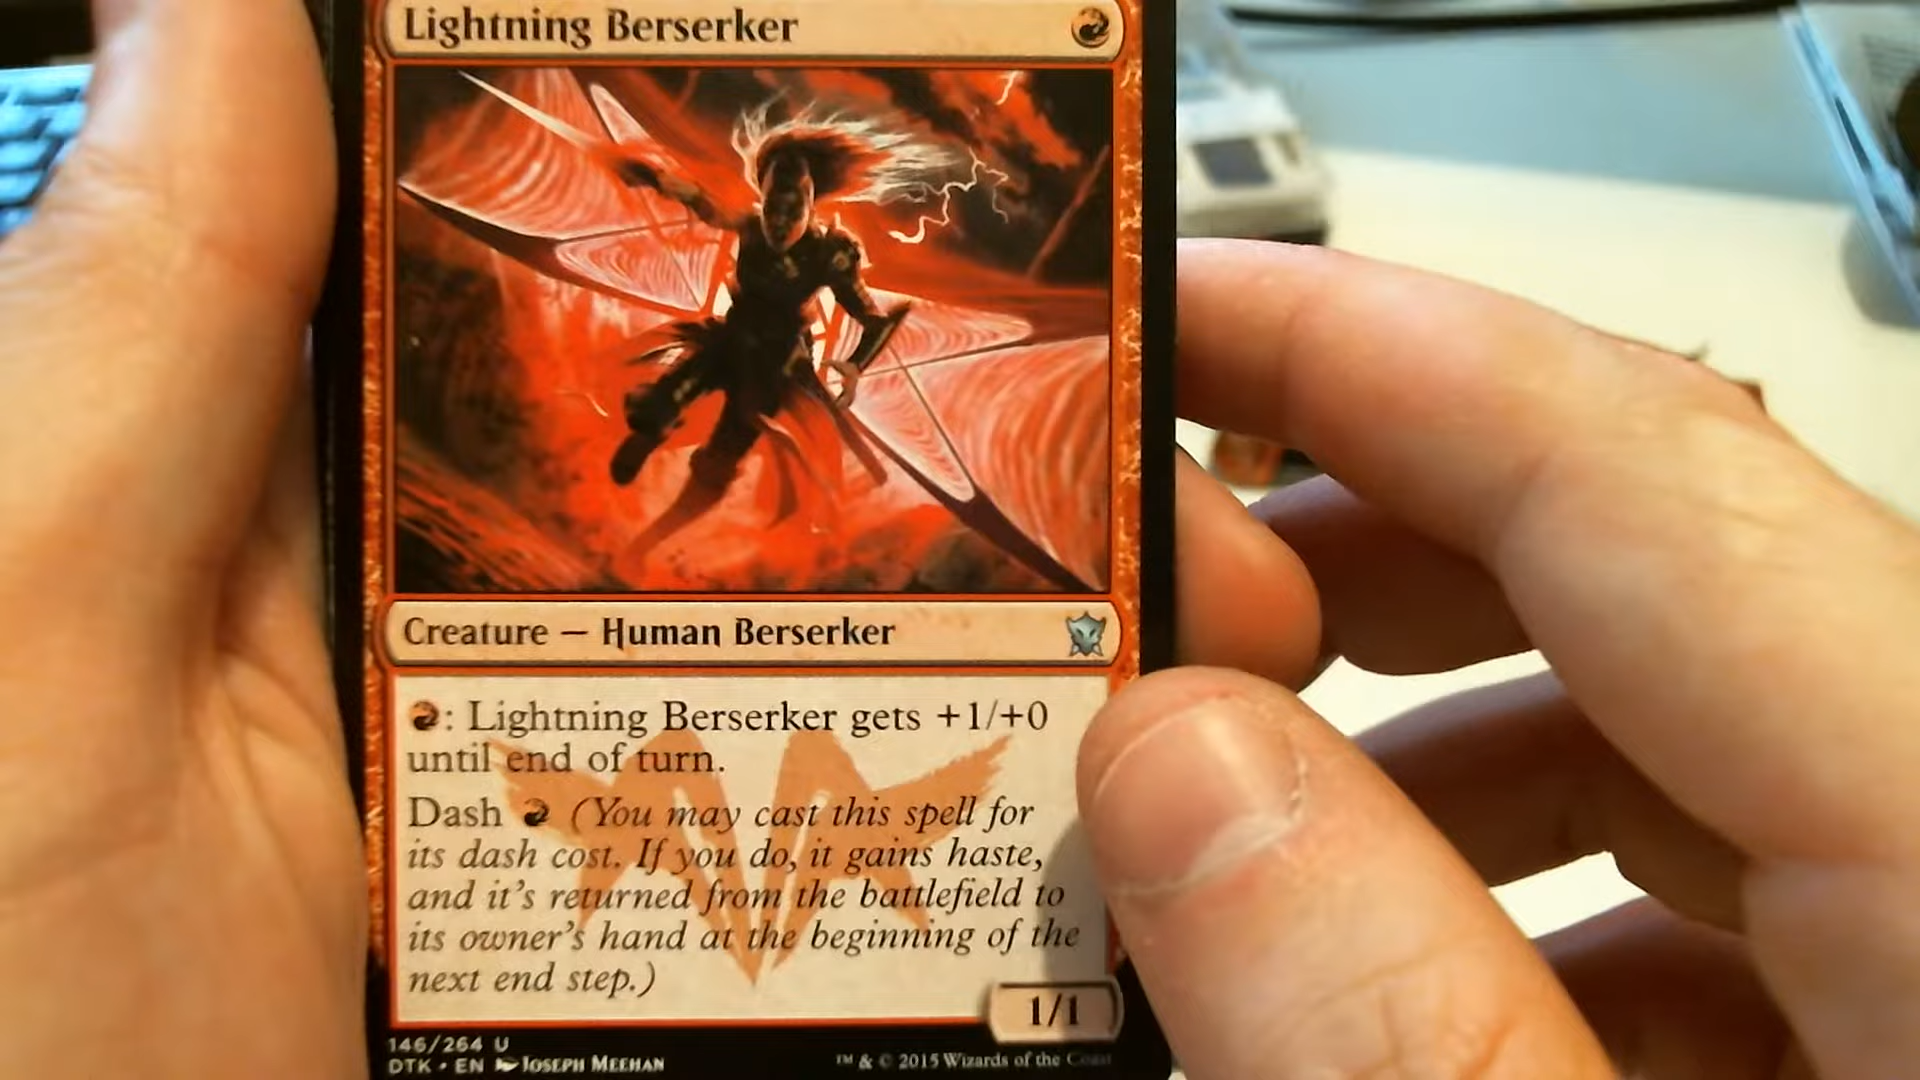 Lightning Berserker
Creature — Human Berserker
: Lightning Berserker gets +1/+0
until end of turn.
Dash (You may cast this spell for
its dash cost. If you do, it gains haste,
and it's returned from the battlefield to
its owner's hand at the beginning of the
next end step.)
1/1
146/264 U
DTK • EN JOSEPH MEEHAN
™ & © 2015 Wizards of the Coast